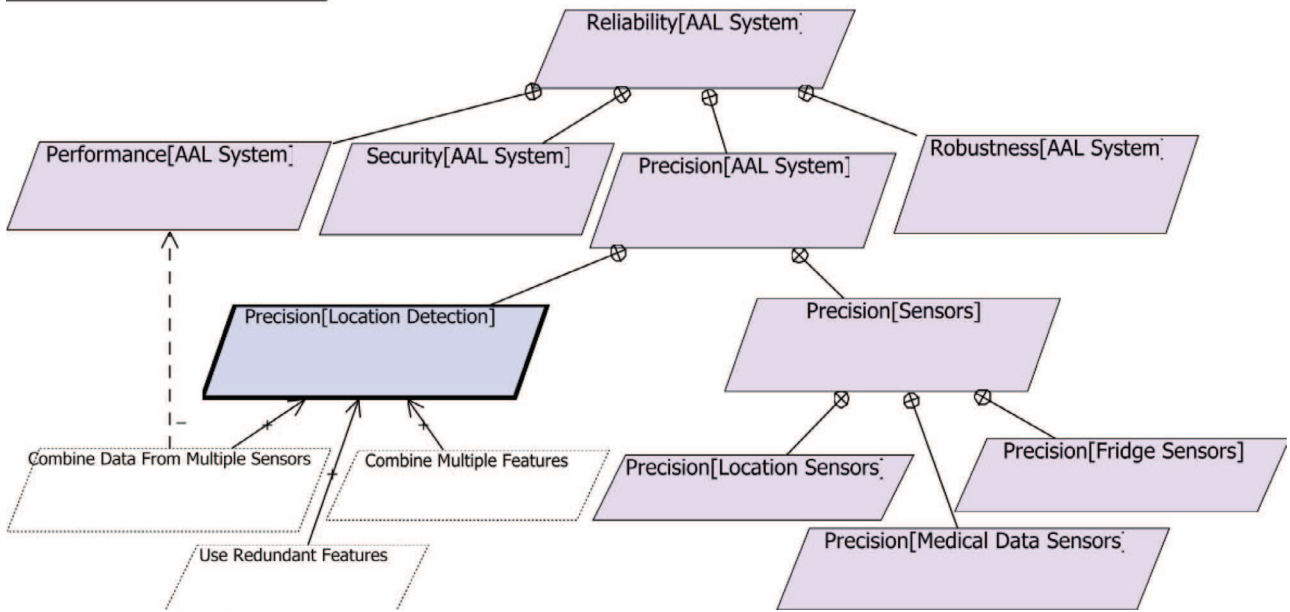 Reliability[AAL System]
Performance[AAL System]
Security[AAL System]
Precision[AAL System]
Robustness[AAL System]
Precision[Location Detection]
Precision[Sensors]
-
+
+
+
Combine Data From Multiple Sensors
Combine Multiple Features
Precision[Location Sensors]
Precision[Fridge Sensors]
Use Redundant Features
Precision[Medical Data Sensors]